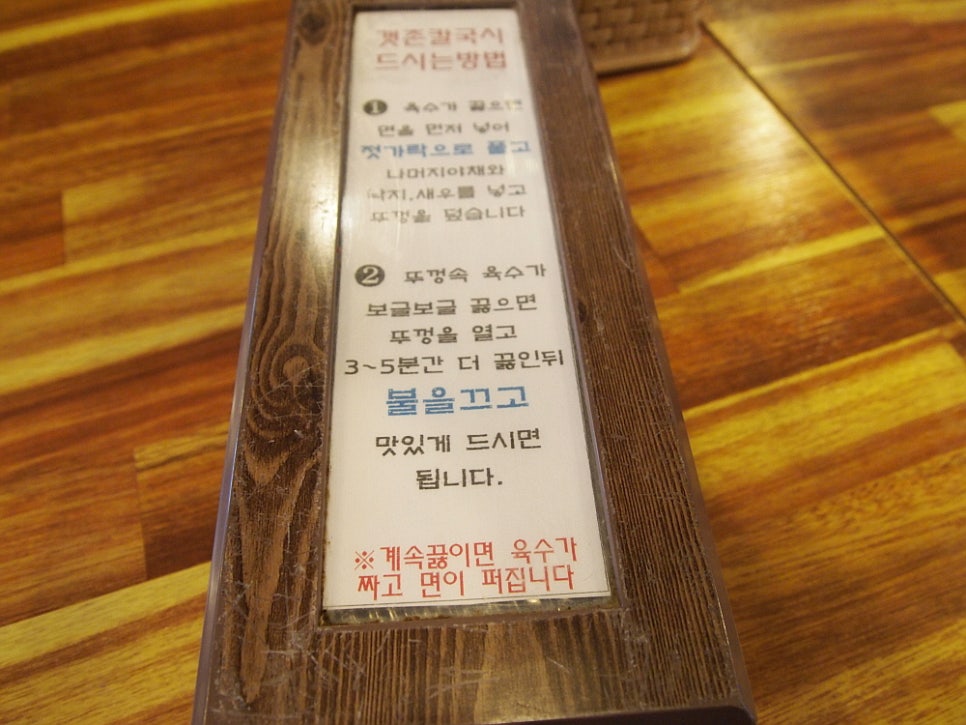 갯촌칼국시
드시는방법
❶ 육수가 끓으면
면을 먼저 넣어
젓가락으로 풀고
나머지야채와
낙지,새우를 넣고
뚜껑을 덮습니다
❷ 뚜껑속 육수가
보글보글 끓으면
뚜껑을 열고
3~5분간 더 끓인뒤
불을끄고
맛있게 드시면
됩니다.
※계속끓이면 육수가
짜고 면이 퍼집니다